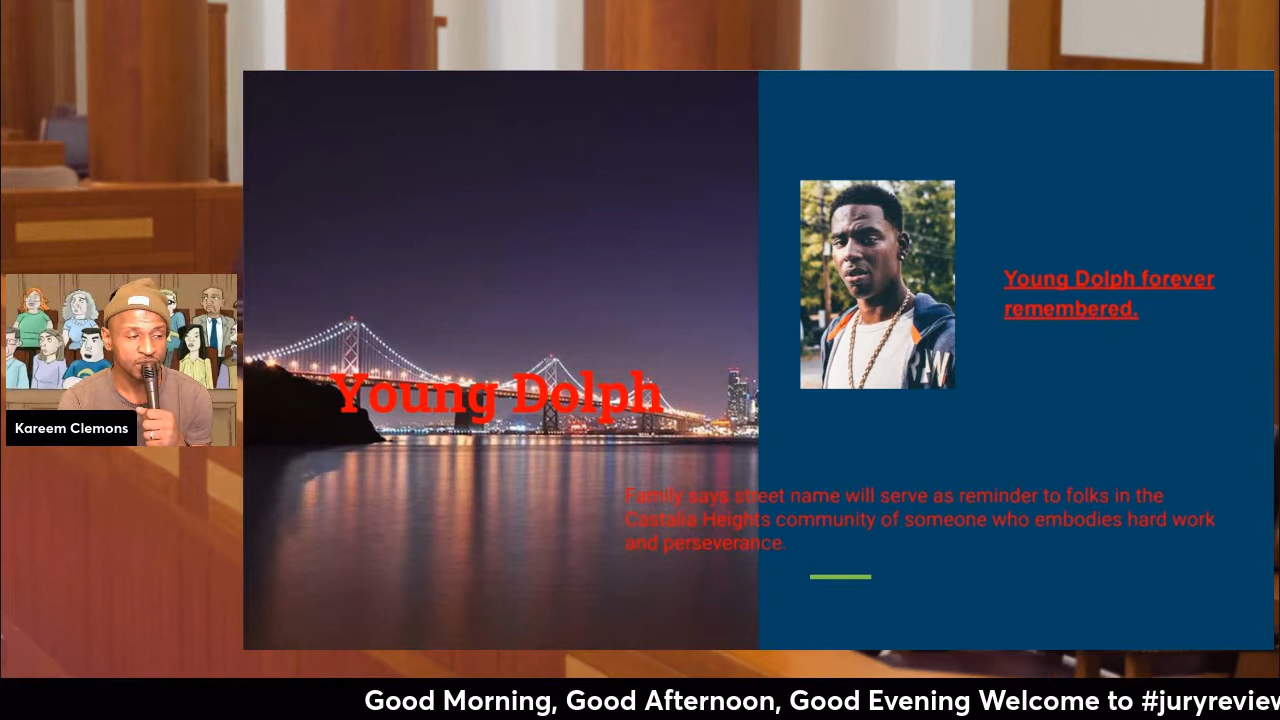 Young Dolph forever
remembered.
Young Dolph
Kareem Clemons
Family says street name will serve as reminder to folks in the
Castalia Heights community of someone who embodies hard work
and perseverance.
Good Morning, Good Afternoon, Good Evening Welcome to #juryreview